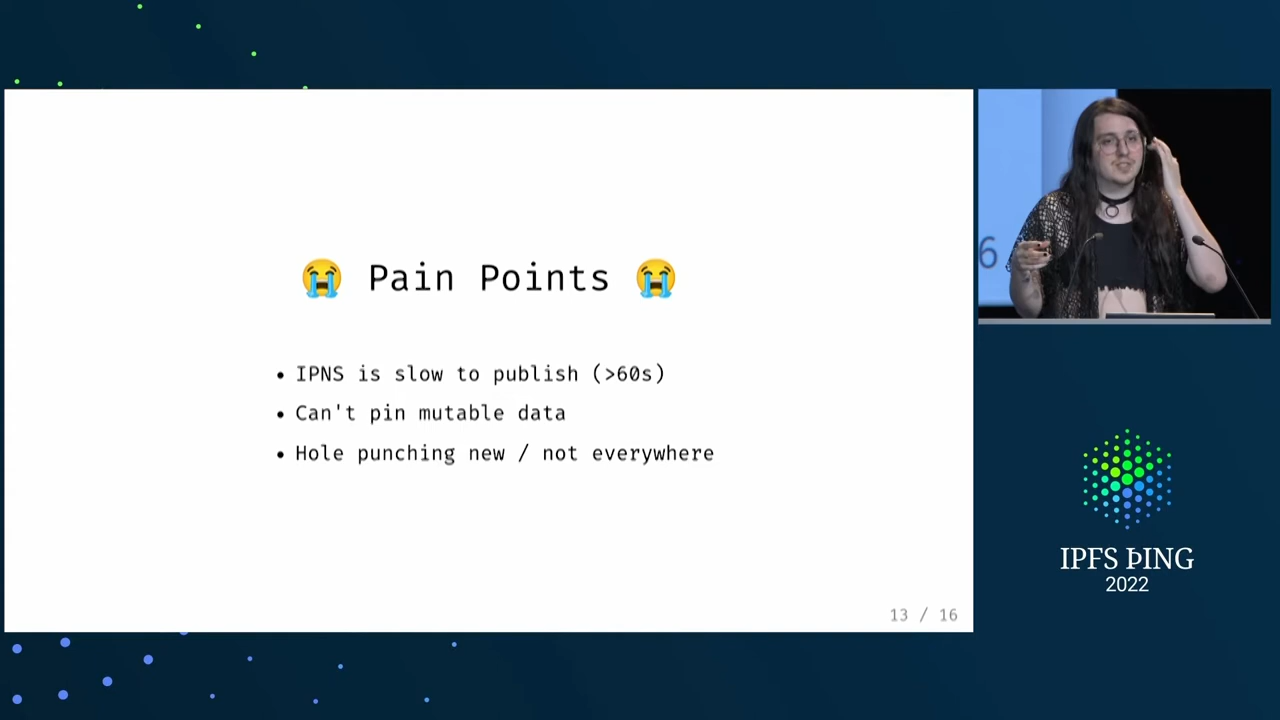 😭 Pain Points 😭
• IPNS is slow to publish (>60s)
• Can't pin mutable data
• Hole punching new / not everywhere
13 / 16
6
IPFS ÞING
2022